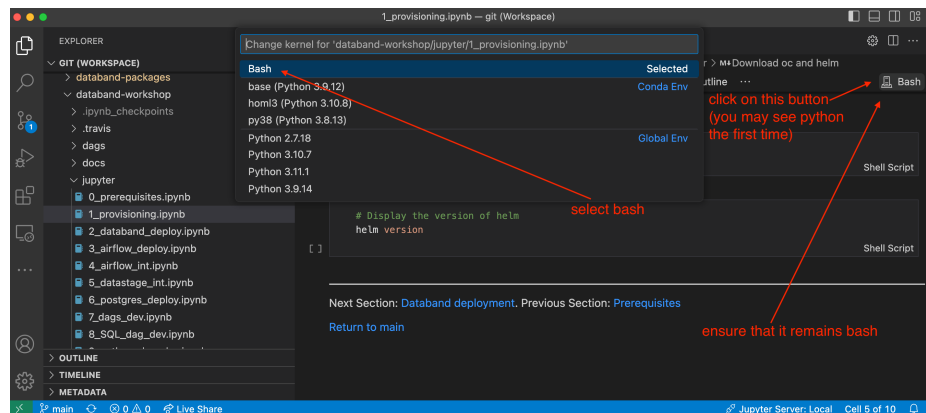 1_provisioning.ipynb — git (Workspace)
EXPLORER
GIT (WORKSPACE)
databand-packages
databand-workshop
.ipynb_checkpoints
.travis
dags
docs
jupyter
0_prerequisites.ipynb
1_provisioning.ipynb
2_databand_deploy.ipynb
3_airflow_deploy.ipynb
4_airflow_int.ipynb
5_datastage_int.ipynb
6_postgres_deploy.ipynb
7_dags_dev.ipynb
8_SQL_dag_dev.ipynb
OUTLINE
TIMELINE
METADATA
1
Change kernel for 'databand-workshop/jupyter/1_provisioning.ipynb'
Bash Selected
base (Python 3.9.12) Conda Env
homl3 (Python 3.10.8)
py38 (Python 3.8.13)
Python 2.7.18 Global Env
Python 3.10.7
Python 3.11.1
Python 3.9.14
r > M↓Download oc and helm
utline ···
Bash
click on this button
(you may see python
the first time)
Shell Script
select bash
# Display the version of helm
helm version
[ ]
Shell Script
Next Section: Databand deployment. Previous Section: Prerequisites
Return to main
ensure that it remains bash
main 0 0 Live Share
Jupyter Server: Local Cell 5 of 10